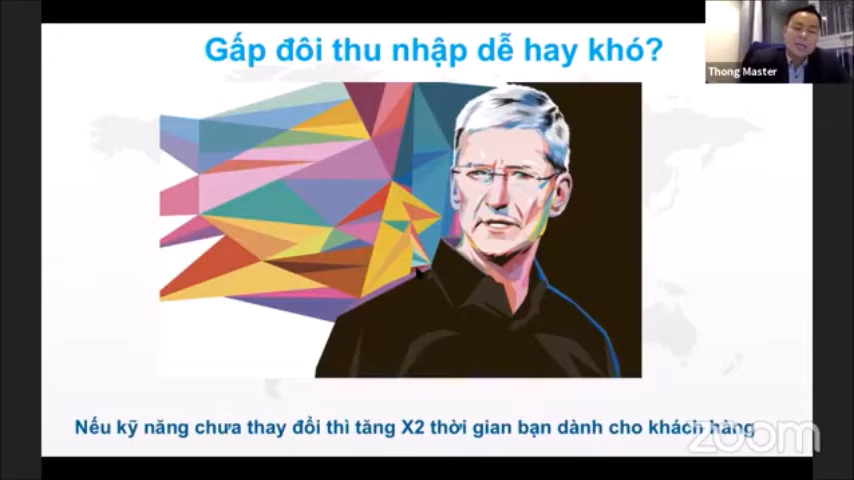 Gấp đôi thu nhập dễ hay khó?
Thong Master
Nếu kỹ năng chưa thay đổi thì tăng X2 thời gian bạn dành cho khách hàng
zoom